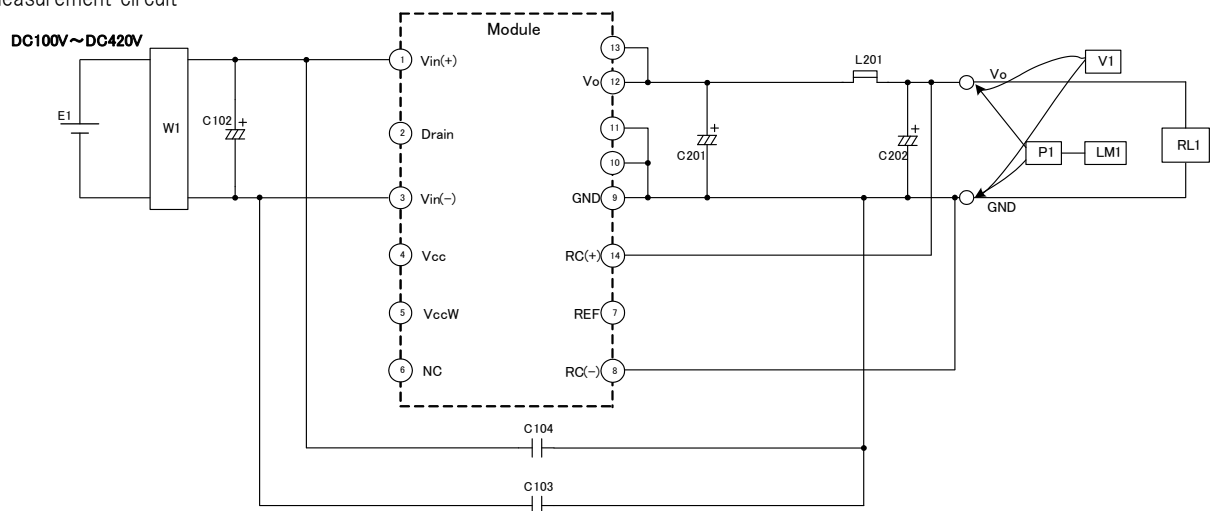 easurement circuit
DC100V～DC420V
Module
E1
W1
C102
+
1 Vin(+)
2 Drain
3 Vin(-)
4 Vcc
5 VccW
6 NC
13
Vo 12
11
10
GND 9
RC(+) 14
REF 7
RC(-) 8
C201
+
L201
C202
+
Vo
GND
V1
P1
LM1
RL1
C104
C103